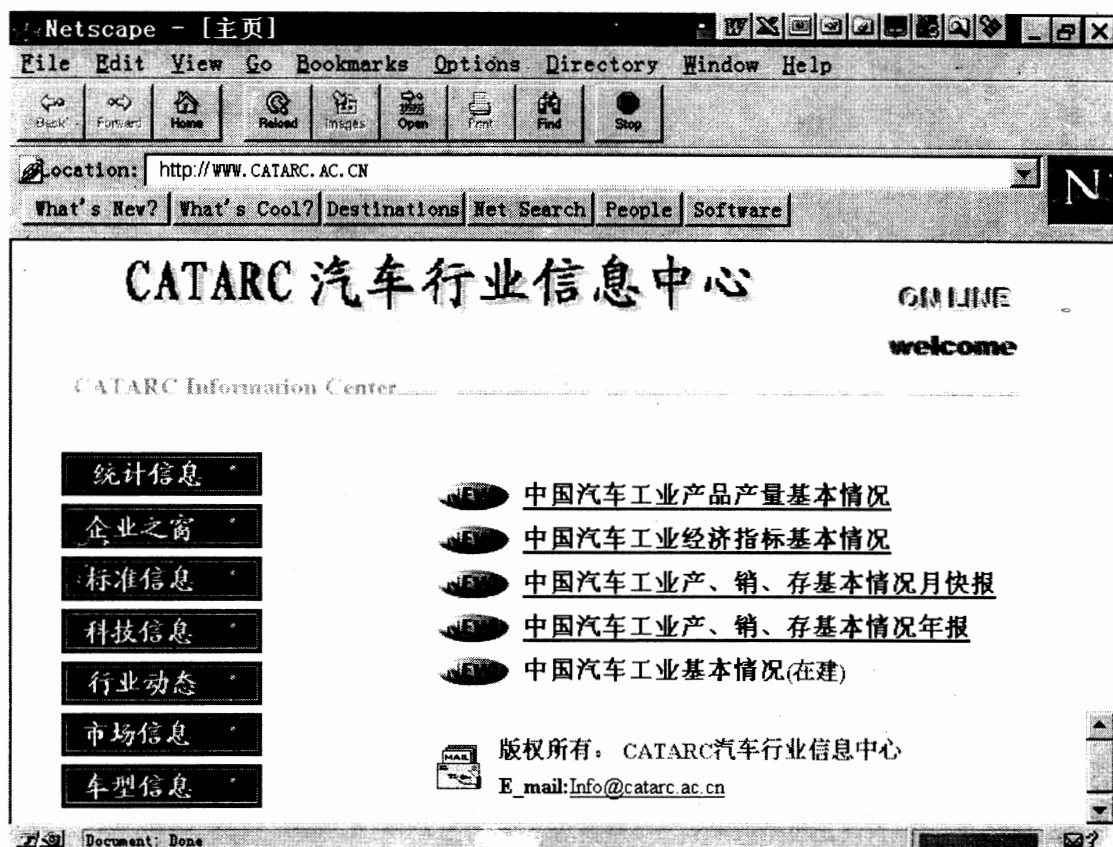 Netscape - [主页]
File Edit View Go Bookmarks Options Directory Window Help
Back Forward Home Reload Images Open Print Find Stop
Location: http://WWW.CATARC.AC.CN
N
What's New? What's Cool? Destinations Net Search People Software
CATARC 汽车行业信息中心
ON LINE
welcome
CATARC Information Center
统计信息
企业之窗
标准信息
科技信息
行业动态
市场信息
车型信息
NEW 中国汽车工业产品产量基本情况
NEW 中国汽车工业经济指标基本情况
NEW 中国汽车工业产、销、存基本情况月快报
NEW 中国汽车工业产、销、存基本情况年报
NEW 中国汽车工业基本情况(在建)
MAIL
版权所有： CATARC汽车行业信息中心
E_mail:Info@catarc.ac.cn
Document: Done